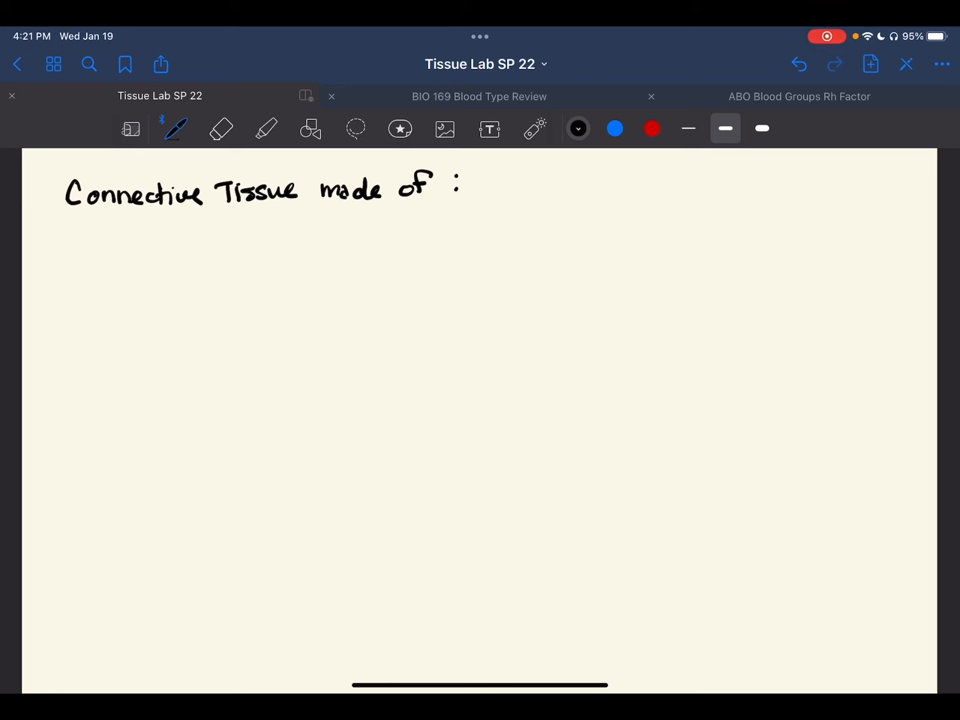 4:21 PM Wed Jan 19 95%
Tissue Lab SP 22
Tissue Lab SP 22 BIO 169 Blood Type Review ABO Blood Groups Rh Factor
T
Connective Tissue made of :